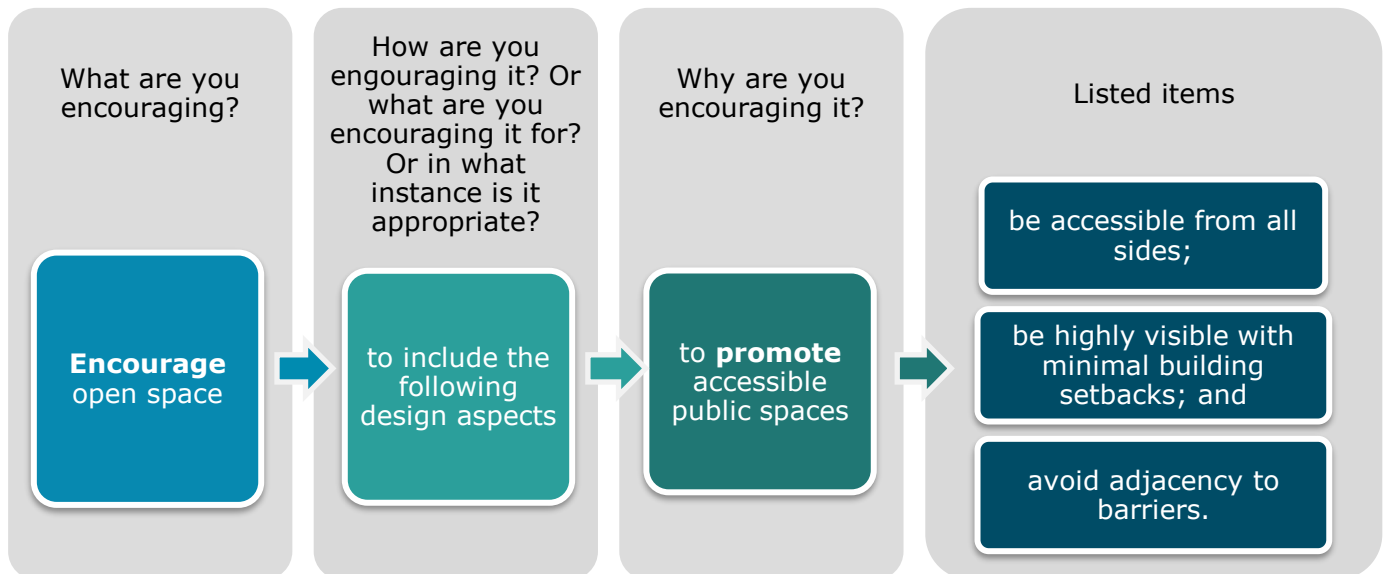 What are you
encouraging?
Encourage
open space
How are you
engouraging it? Or
what are you
encouraging it for?
Or in what
instance is it
appropriate?
to include the
following
design aspects
Why are you
encouraging it?
to promote
accessible
public spaces
Listed items
be accessible from all
sides;
be highly visible with
minimal building
setbacks; and
avoid adjacency to
barriers.